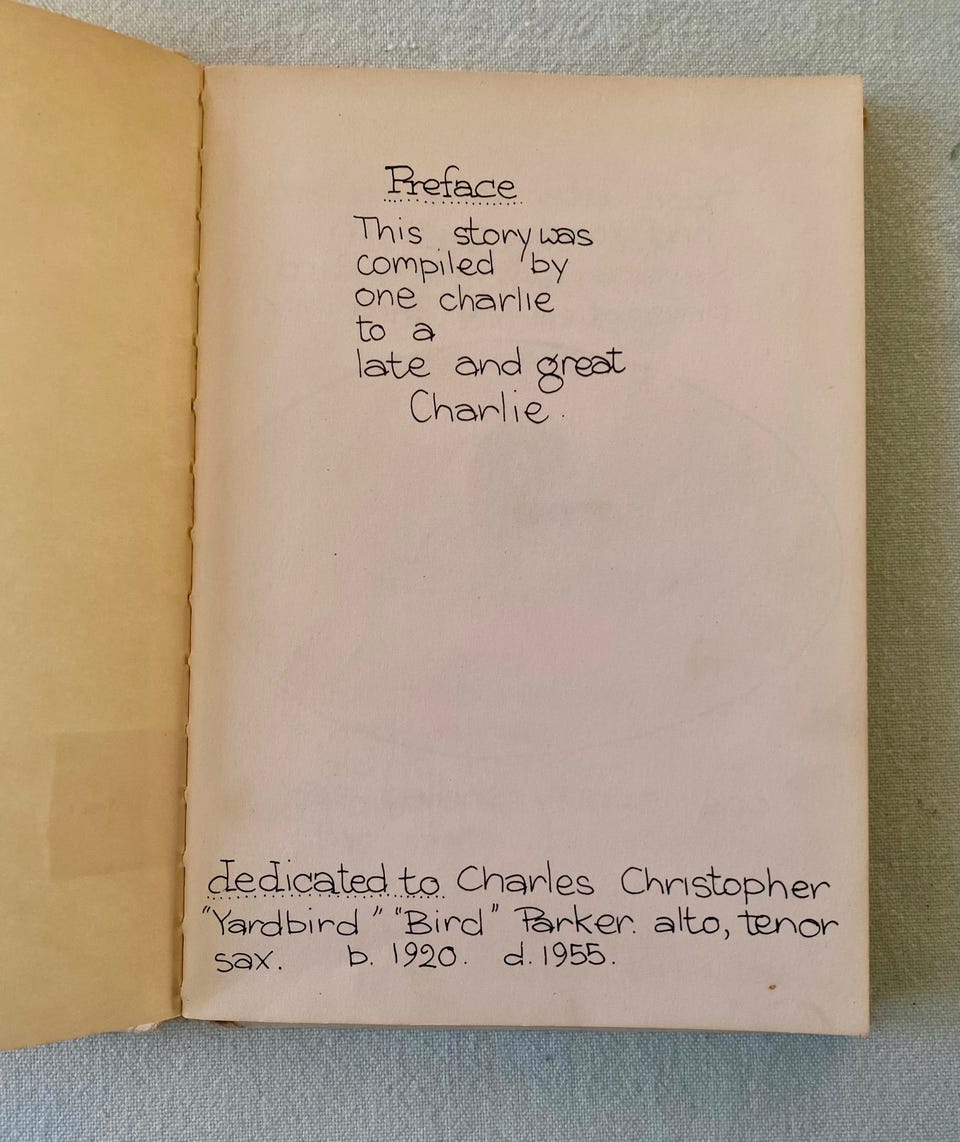 Preface
This story was
compiled by
one charlie
to a
late and great
Charlie.
dedicated to Charles Christopher
"Yardbird" "Bird" Parker. alto, tenor
sax. b. 1920. d. 1955.